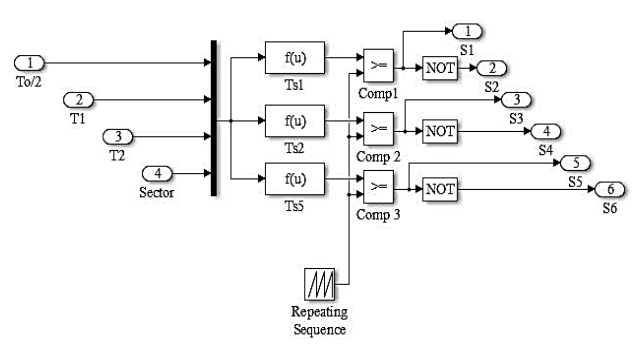 1
To/2
2
T1
3
T2
4
Sector
f(u)
Ts1
f(u)
Ts2
f(u)
Ts5
>=
Comp1
>=
Comp 2
>=
Comp 3
NOT
NOT
NOT
1
S1
2
S2
3
S3
4
S4
5
S5
6
S6
Repeating
Sequence